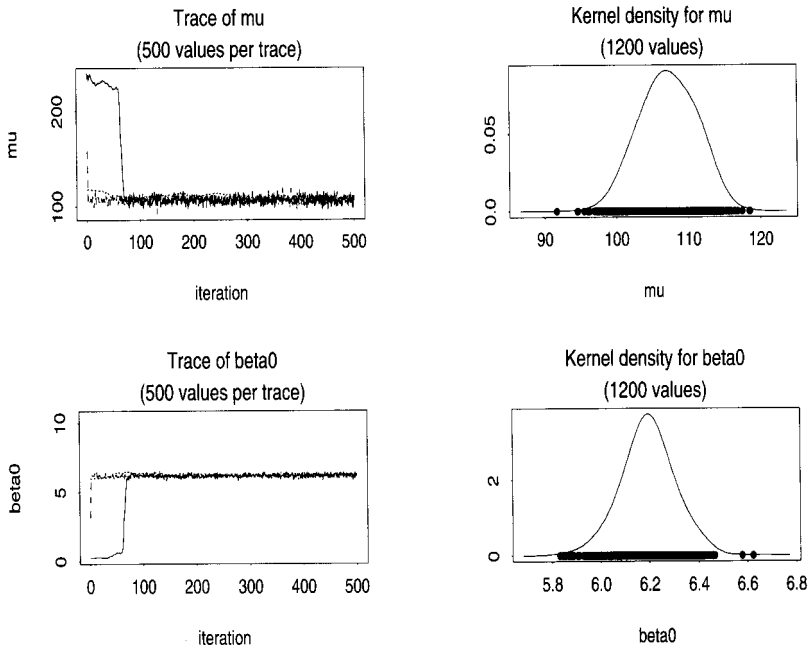 Trace of mu
(500 values per trace)
mu
200
100
0 100 200 300 400 500
iteration
Kernel density for mu
(1200 values)
0.05
0.0
90 100 110 120
mu
Trace of beta0
(500 values per trace)
beta0
10
5
0
0 100 200 300 400 500
iteration
Kernel density for beta0
(1200 values)
2
0
5.8 6.0 6.2 6.4 6.6 6.8
beta0